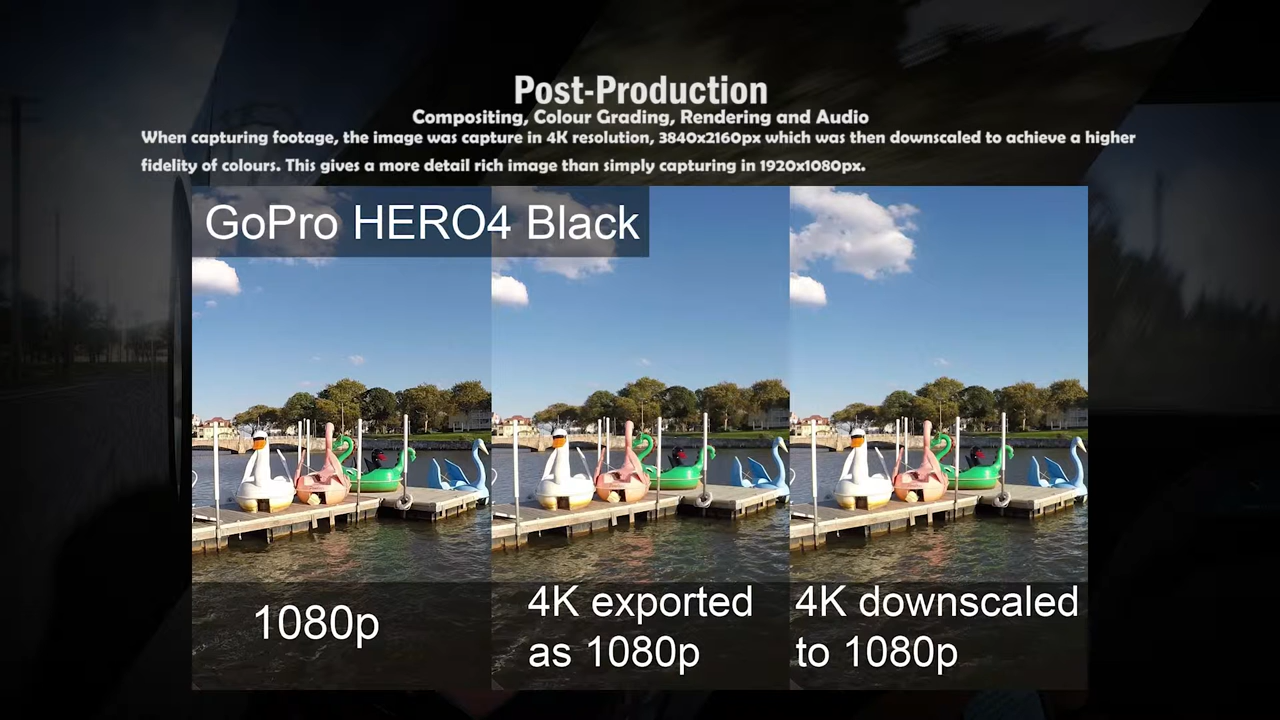 Post-Production
Compositing, Colour Grading, Rendering and Audio
When capturing footage, the image was capture in 4K resolution, 3840x2160px which was then downscaled to achieve a higher
fidelity of colours. This gives a more detail rich image than simply capturing in 1920x1080px.
GoPro HERO4 Black
1080p
4K exported
as 1080p
4K downscaled
to 1080p